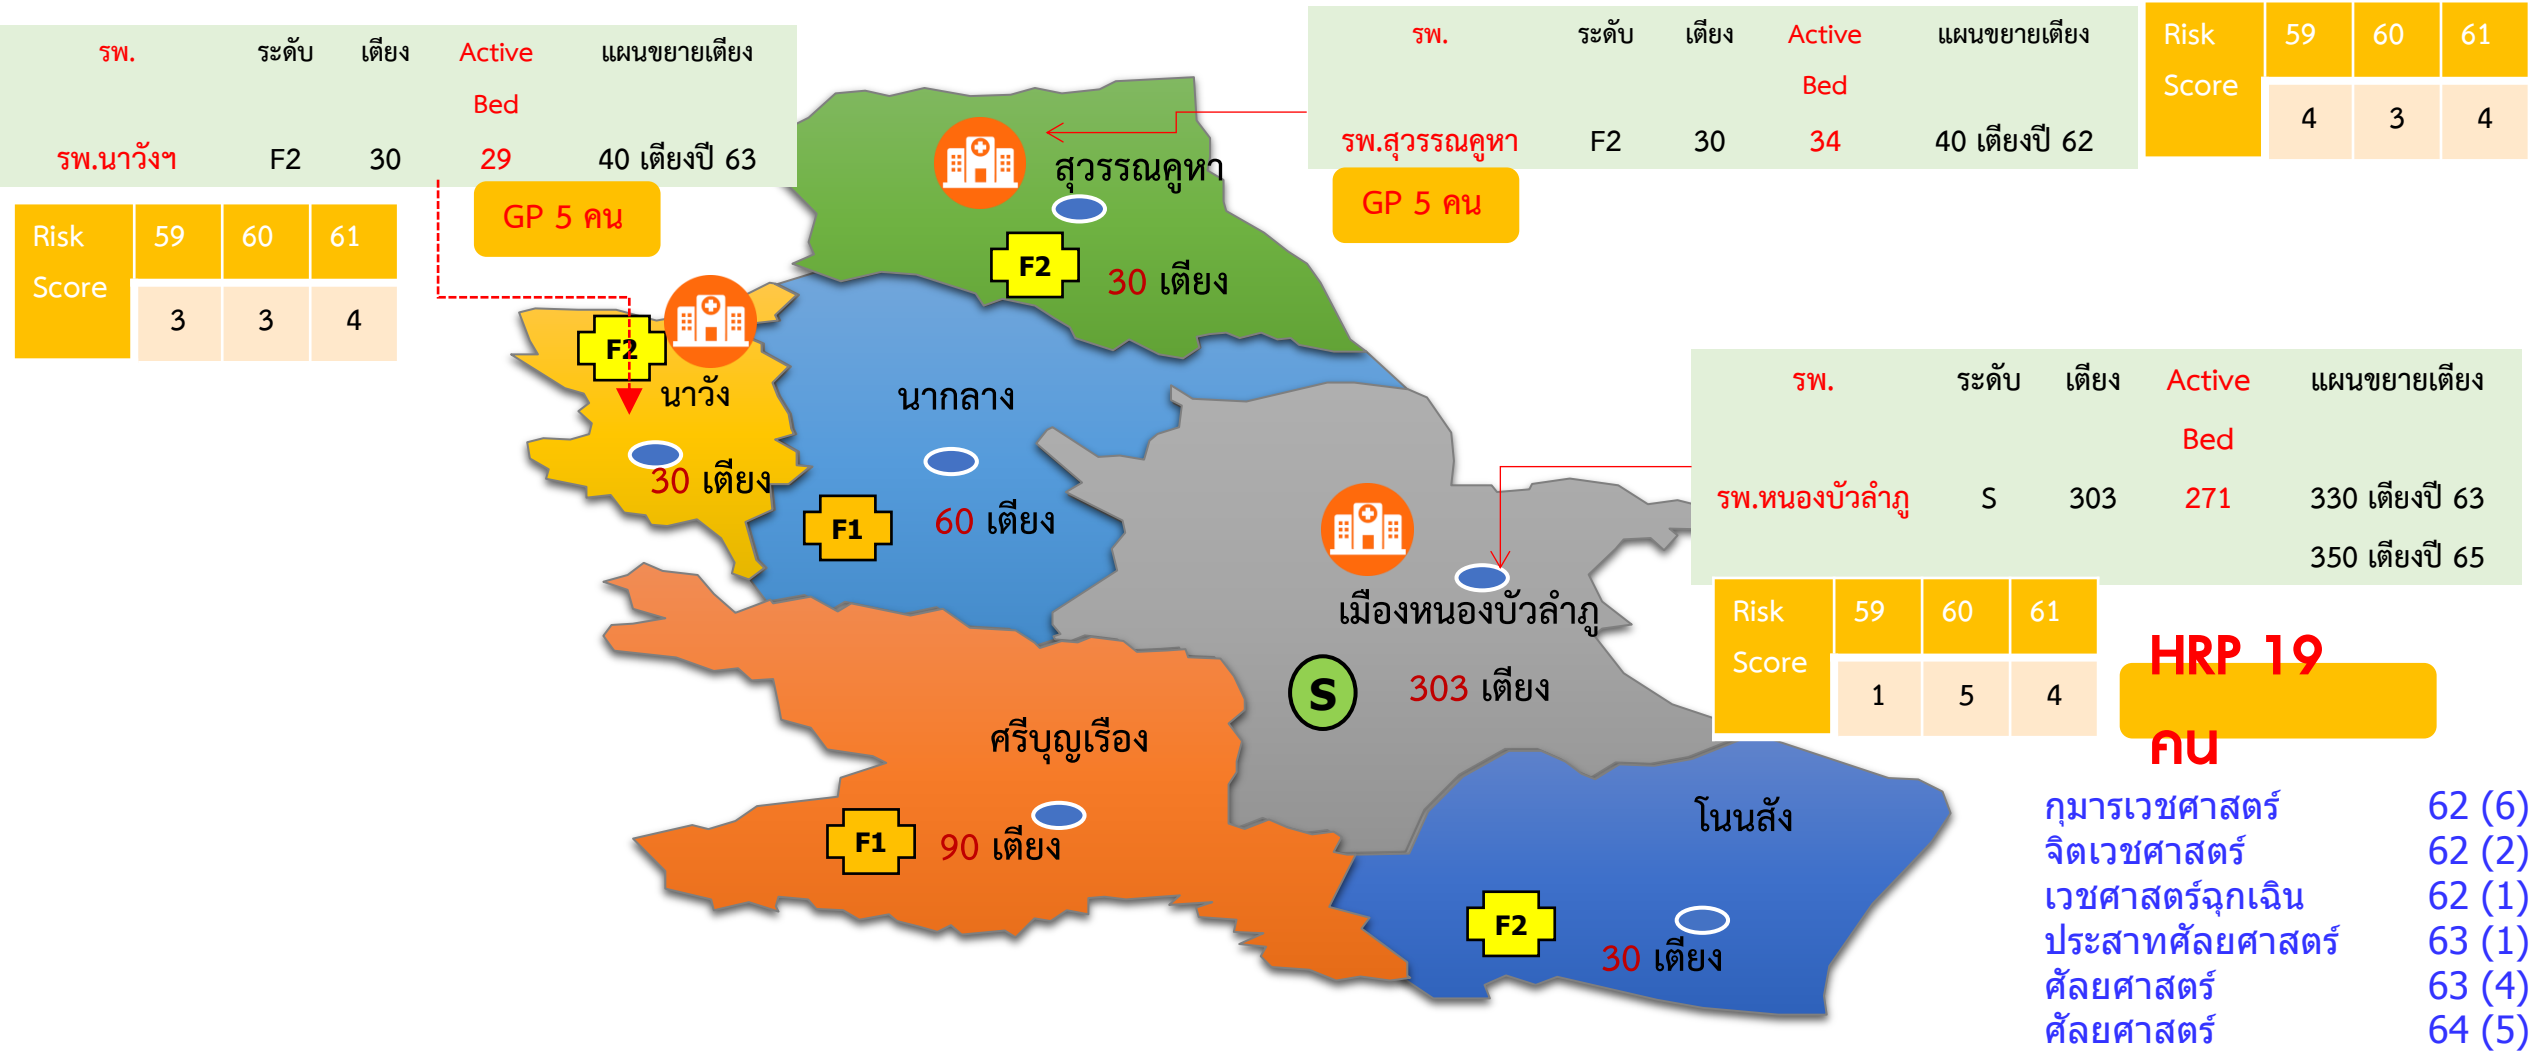 รพ. ระดับ เตียง Active แผนขยายเตียง
Bed
รพ.นาวังฯ F2 30 29 40 เตียงปี 63
GP 5 คน
Risk 59 60 61
Score
3 3 4
รพ. ระดับ เตียง Active แผนขยายเตียง
Bed
รพ.สุวรรณคูหา F2 30 34 40 เตียงปี 62
GP 5 คน
Risk 59 60 61
Score
4 3 4
สุวรรณคูหา
F2
30 เตียง
F2
นาวัง
30 เตียง
นากลาง
F1
60 เตียง
รพ. ระดับ เตียง Active แผนขยายเตียง
Bed
รพ.หนองบัวลำภู S 303 271 330 เตียงปี 63
350 เตียงปี 65
Risk 59 60 61
Score
1 5 4
เมืองหนองบัวลำภู
S
303 เตียง
ศรีบุญเรือง
F1
90 เตียง
โนนสัง
F2
30 เตียง
HRP 19
คน
กุมารเวชศาสตร์ 62 (6)
จิตเวชศาสตร์ 62 (2)
เวชศาสตร์ฉุกเฉิน 62 (1)
ประสาทศัลยศาสตร์ 63 (1)
ศัลยศาสตร์ 63 (4)
ศัลยศาสตร์ 64 (5)